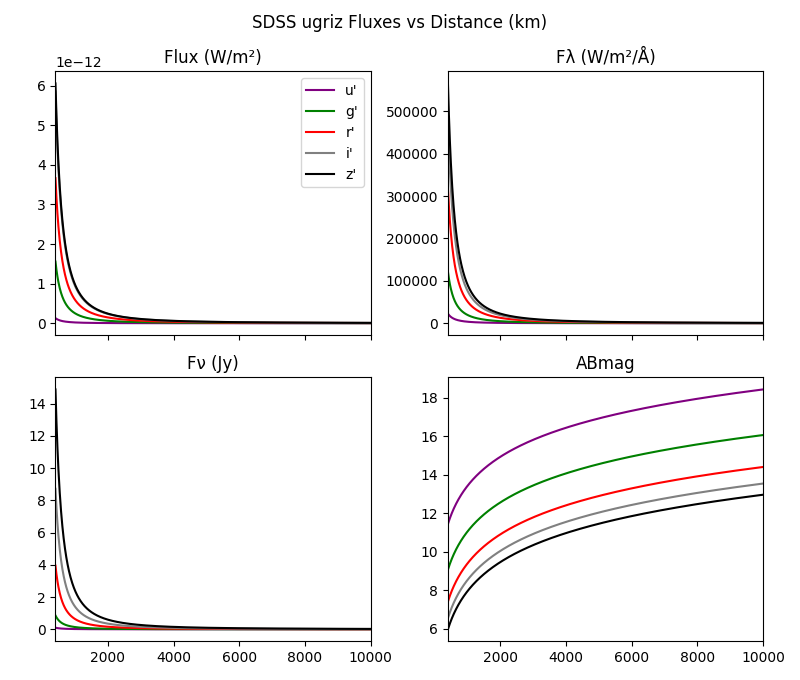 SDSS ugriz Fluxes vs Distance (km)
Flux (W/m²)
1e−12
6
5
4
3
2
1
0
u'
g'
r'
i'
z'
Fλ (W/m²/Å)
500000
400000
300000
200000
100000
0
Fν (Jy)
14
12
10
8
6
4
2
0
2000 4000 6000 8000 10000
ABmag
18
16
14
12
10
8
6
2000 4000 6000 8000 10000